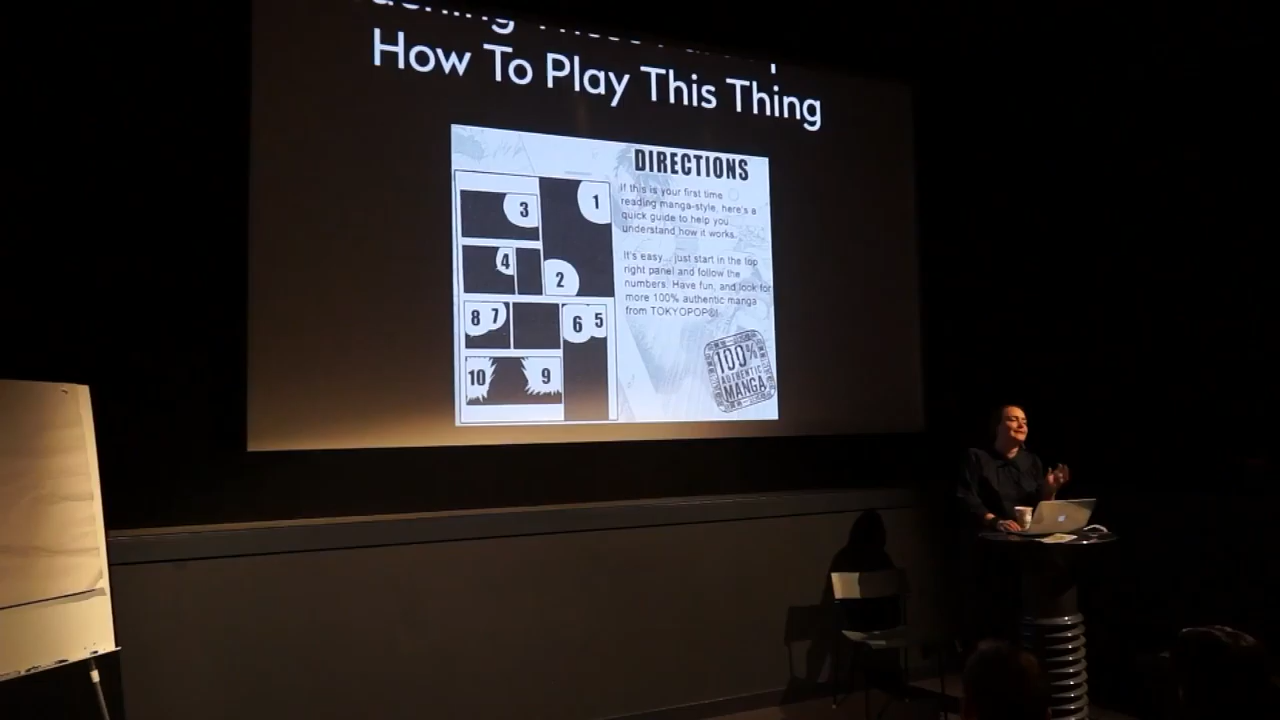 How To Play This Thing
DIRECTIONS
If this is your first time
reading manga-style, here's a
quick guide to help you
understand how it works.
It's easy... just start in the top
right panel and follow the
numbers. Have fun, and look for
more 100% authentic manga
from TOKYOPOP®!
1
3
4
2
8 7
6 5
10
9
100%
AUTHENTIC
MANGA